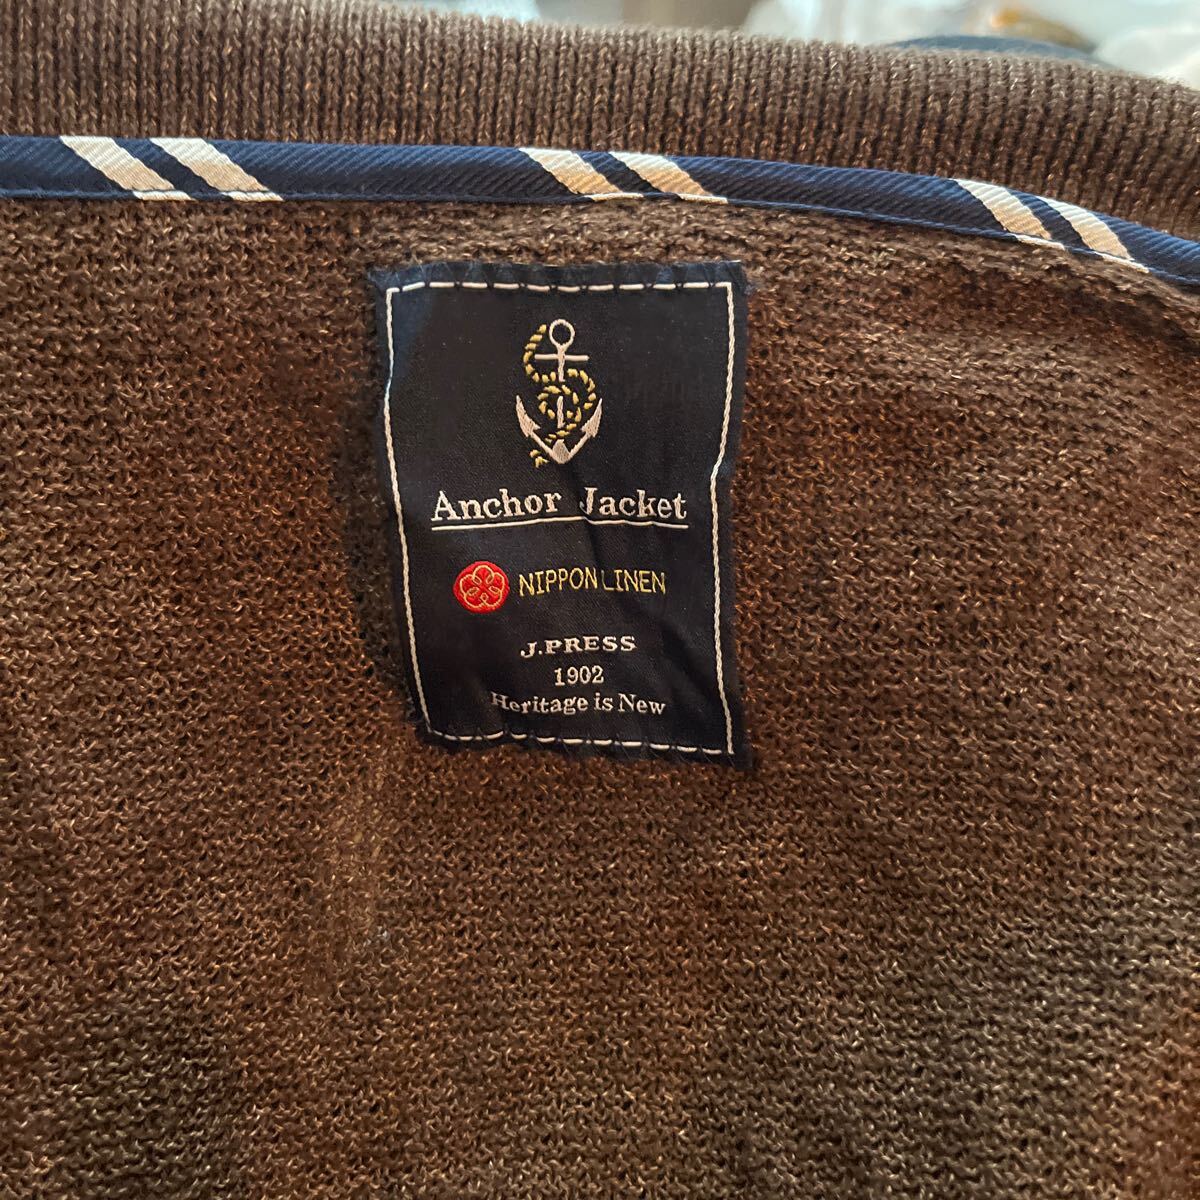 Anchor Jacket
NIPPON LINEN
J.PRESS
1902
Heritage is New